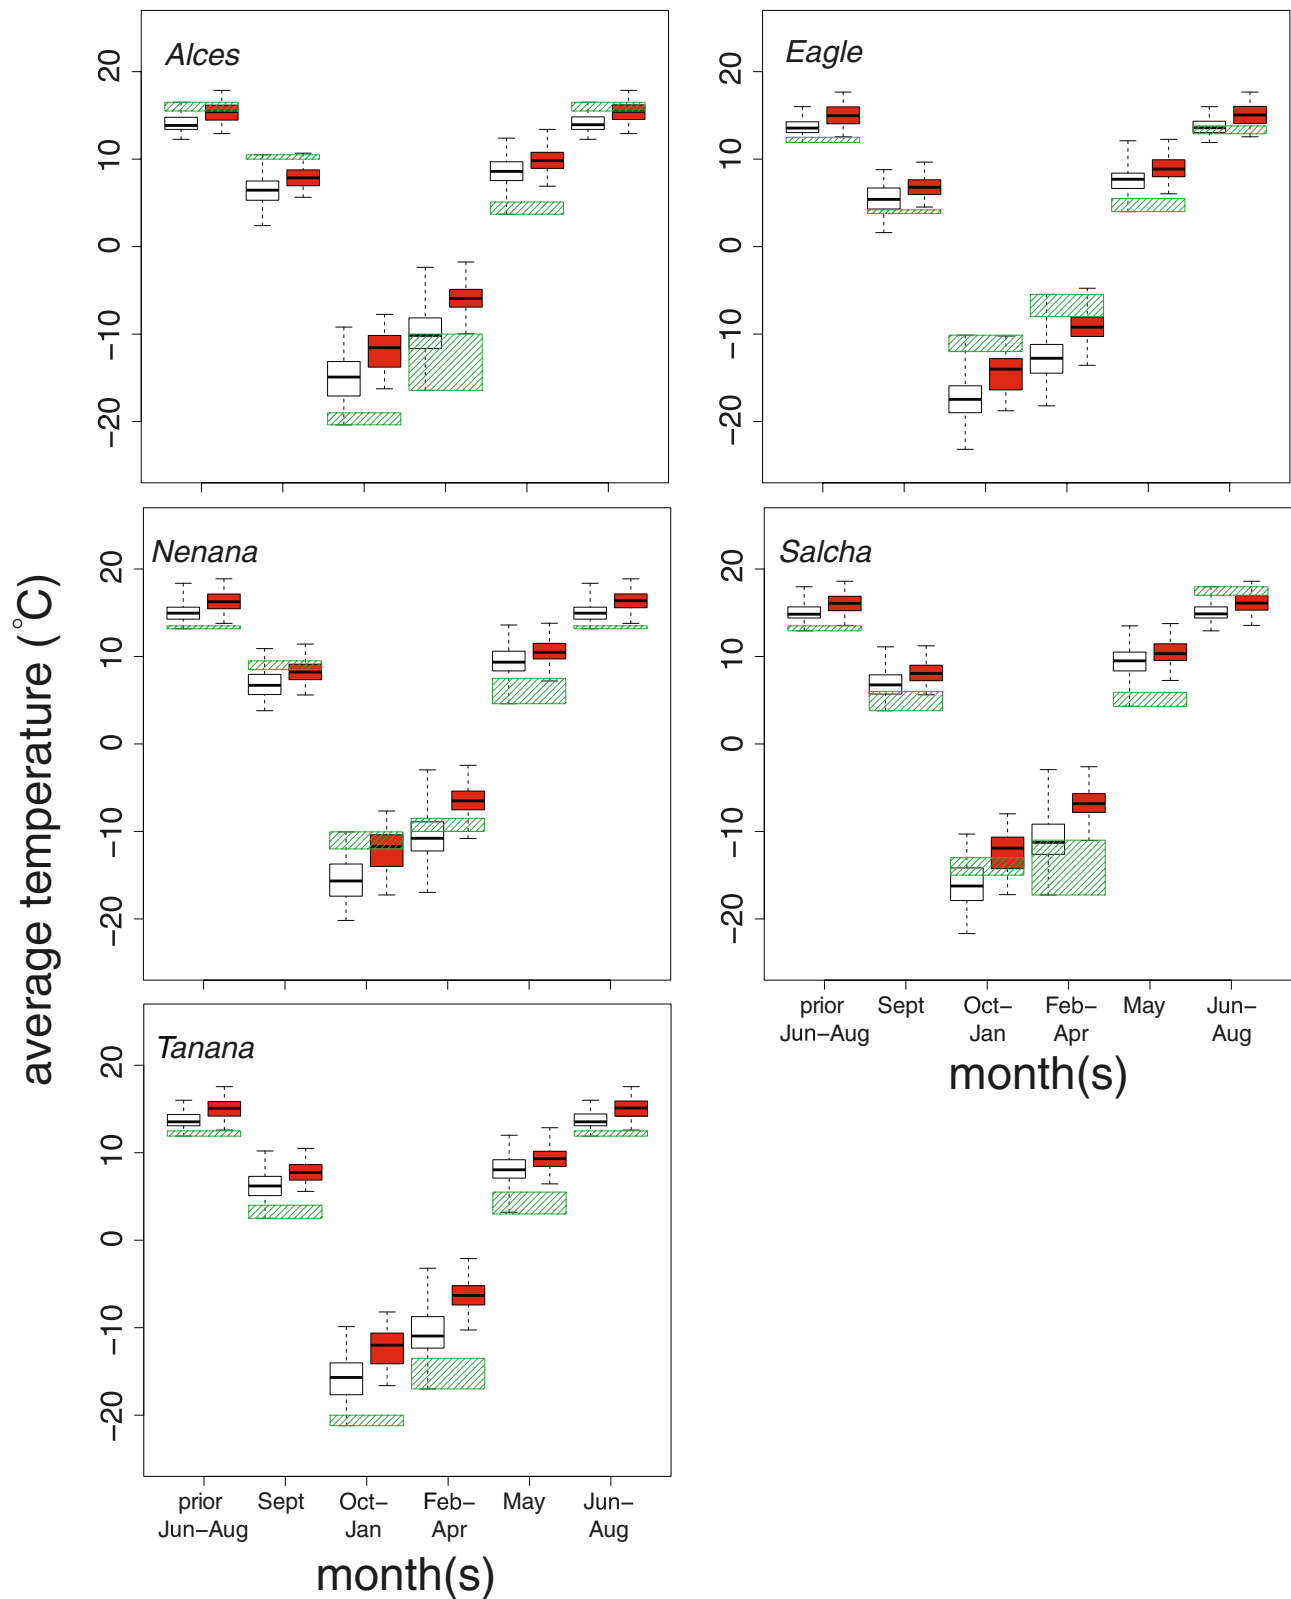 Alces
20
10
0
−10
−20
Eagle
20
10
0
−10
−20
average temperature (°C)
Nenana
20
10
0
−10
−20
Salcha
20
10
0
−10
−20
prior
Jun−Aug
Sept
Oct−
Jan
Feb−
Apr
May
Jun−
Aug
month(s)
Tanana
20
10
0
−10
−20
prior
Jun−Aug
Sept
Oct−
Jan
Feb−
Apr
May
Jun−
Aug
month(s)